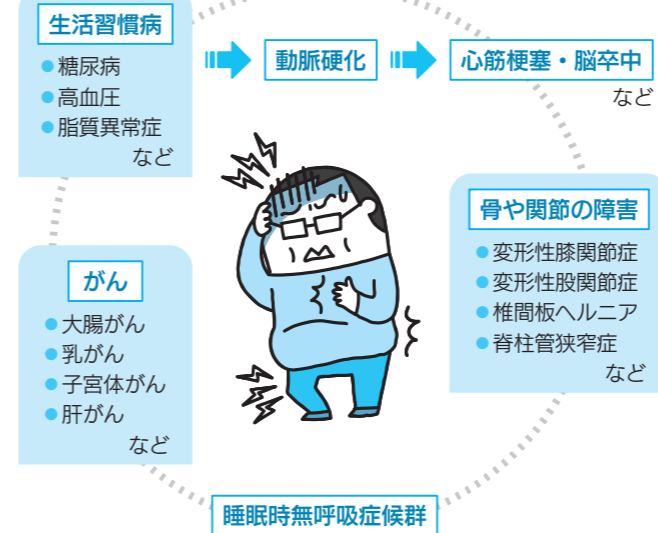 生活習慣病
●糖尿病
●高血圧
●脂質異常症
など
動脈硬化
心筋梗塞・脳卒中
など
骨や関節の障害
●変形性膝関節症
●変形性股関節症
●椎間板ヘルニア
●脊柱管狭窄症
など
がん
●大腸がん
●乳がん
●子宮体がん
●肝がん
など
睡眠時無呼吸症候群